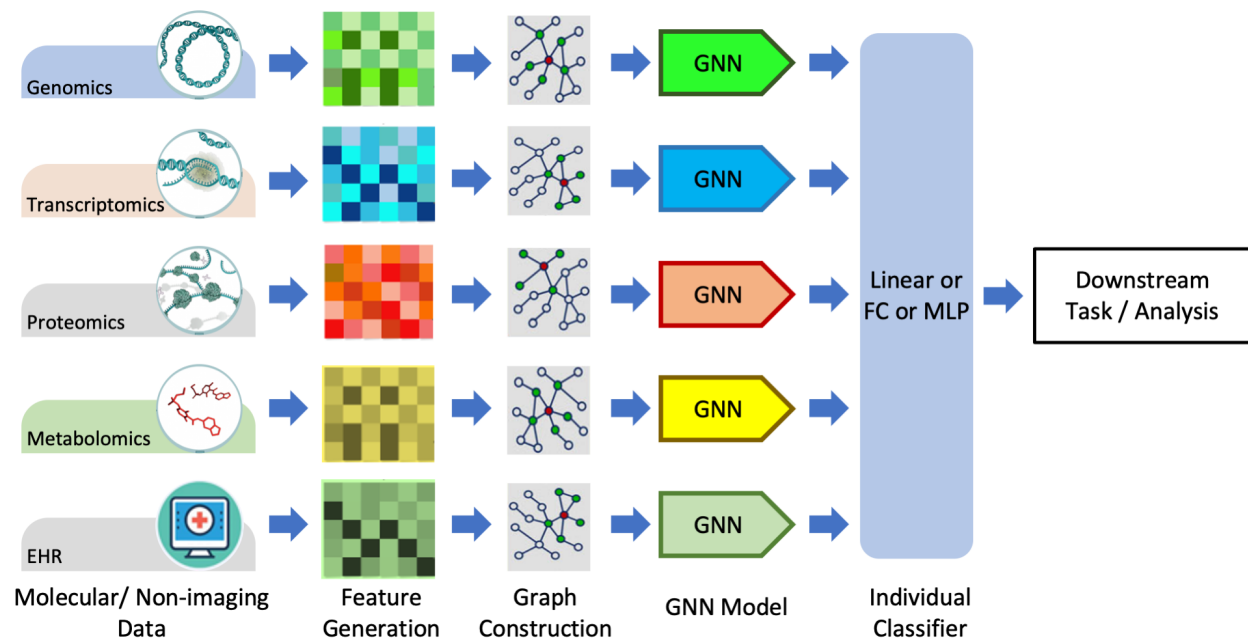 Genomics
GNN
Transcriptomics
GNN
Proteomics
GNN
Linear or
FC or MLP
Downstream
Task / Analysis
Metabolomics
GNN
EHR
GNN
Molecular/ Non-imaging
Data
Feature
Generation
Graph
Construction
GNN Model
Individual
Classifier